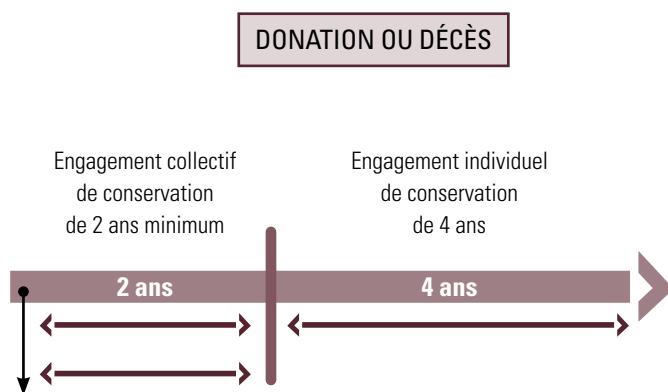 DONATION OU DÉCÈS
Engagement collectif
de conservation
de 2 ans minimum
Engagement individuel
de conservation
de 4 ans
2 ans
4 ans